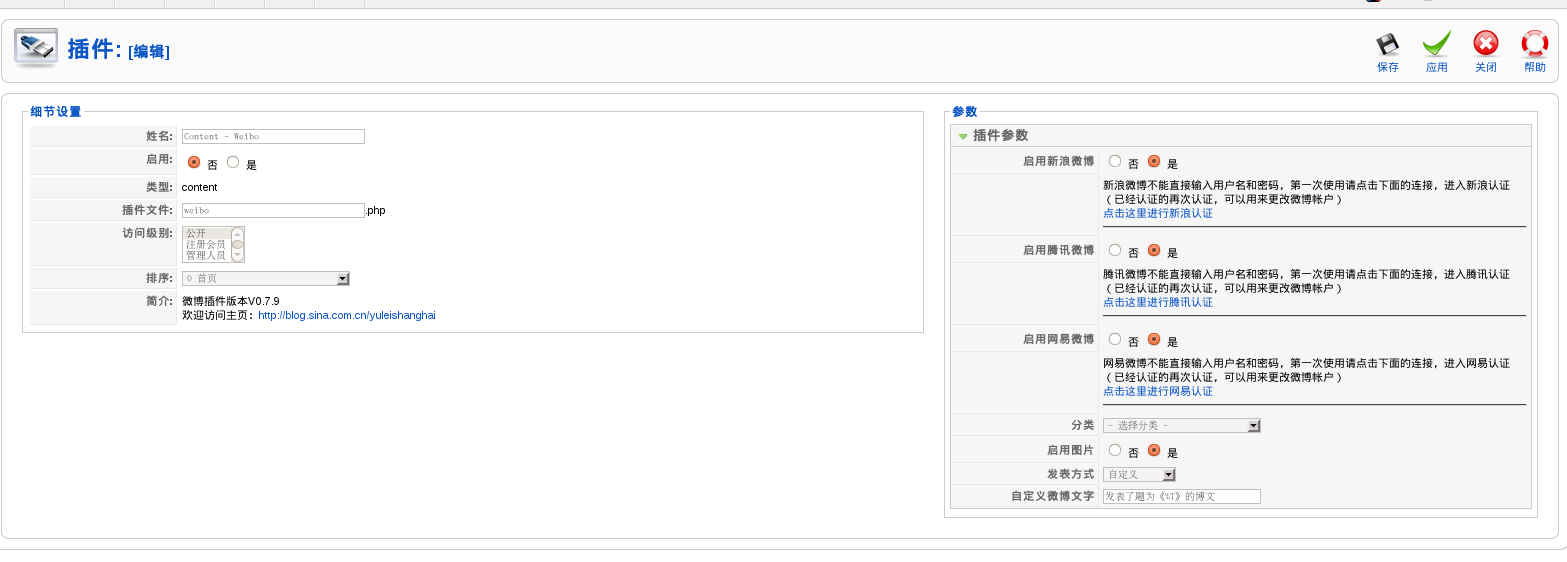 插件: [编辑]
保存 应用 关闭 帮助
细节设置
姓名: Content - Weibo
启用: 否 是
类型: content
插件文件: weibo .php
访问级别: 公开
注册会员
管理人员
排序: 0 首页
简介: 微博插件版本V0.7.9
欢迎访问主页：http://blog.sina.com.cn/yuleishanghai
参数
插件参数
启用新浪微博 否 是
新浪微博不能直接输入用户名和密码，第一次使用请点击下面的连接，进入新浪认证
（已经认证的再次认证，可以用来更改微博帐户）
点击这里进行新浪认证
启用腾讯微博 否 是
腾讯微博不能直接输入用户名和密码，第一次使用请点击下面的连接，进入腾讯认证
（已经认证的再次认证，可以用来更改微博帐户）
点击这里进行腾讯认证
启用网易微博 否 是
网易微博不能直接输入用户名和密码，第一次使用请点击下面的连接，进入网易认证
（已经认证的再次认证，可以用来更改微博帐户）
点击这里进行网易认证
分类 - 选择分类 -
启用图片 否 是
发表方式 自定义
自定义微博文字 发表了题为《%T》的博文